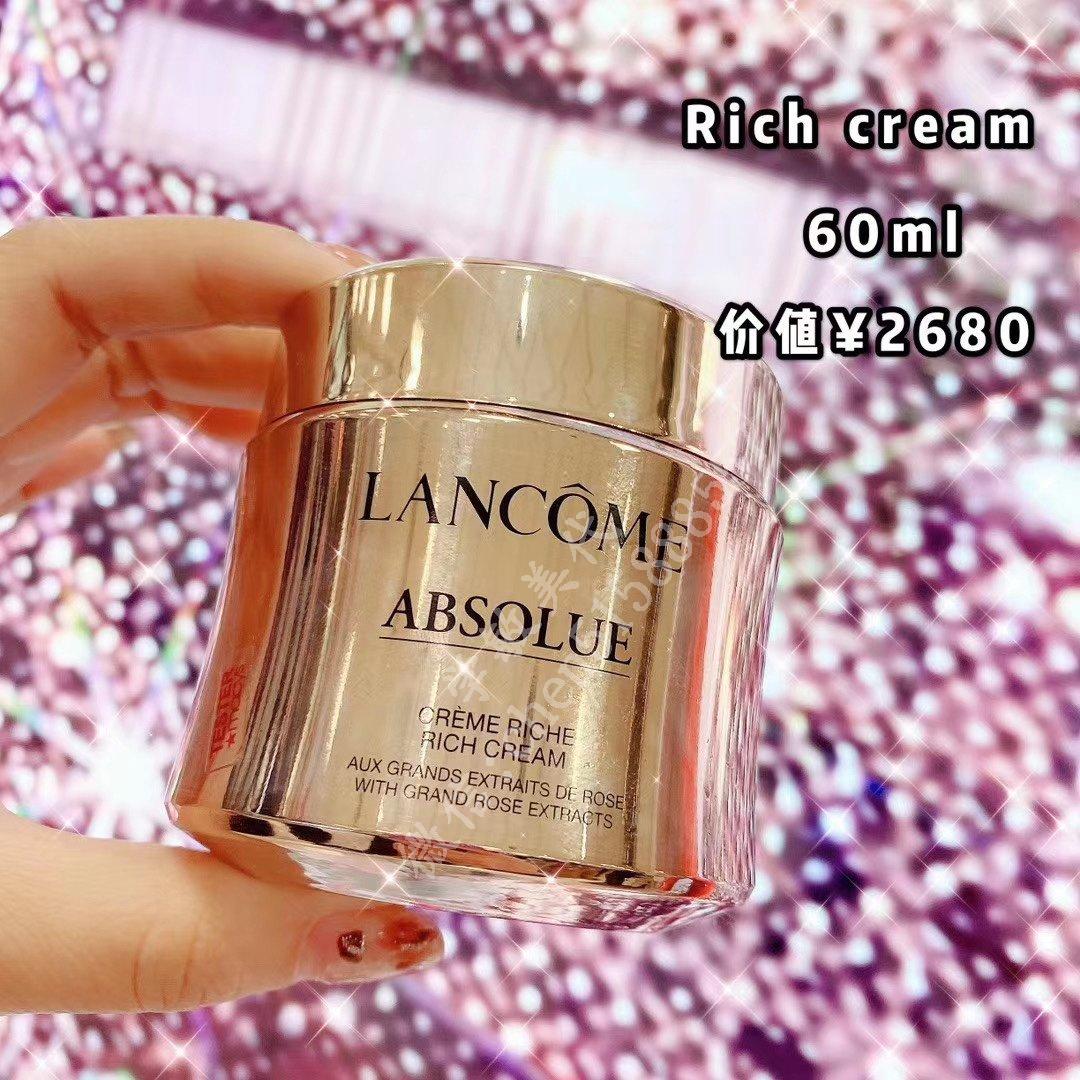 Rich cream
60ml
价值¥2680
LANCÔME
ABSOLUE
CRÈME RICHE
RICH CREAM
AUX GRANDS EXTRAITS DE ROSE
WITH GRAND ROSE EXTRACTS
TESTER